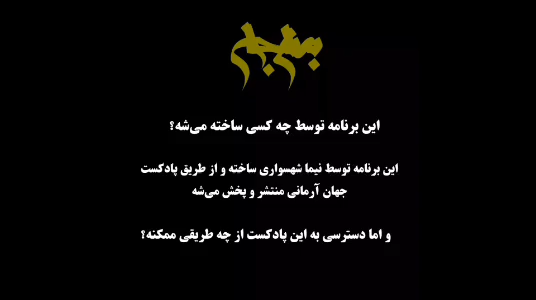 این برنامه توسط چه کسی ساخته می‌شه؟
این برنامه توسط نیما شهسواری ساخته و از طریق پادکست
جهان آرمانی منتشر و پخش می‌شه
و اما دسترسی به این پادکست از چه طریقی ممکنه؟